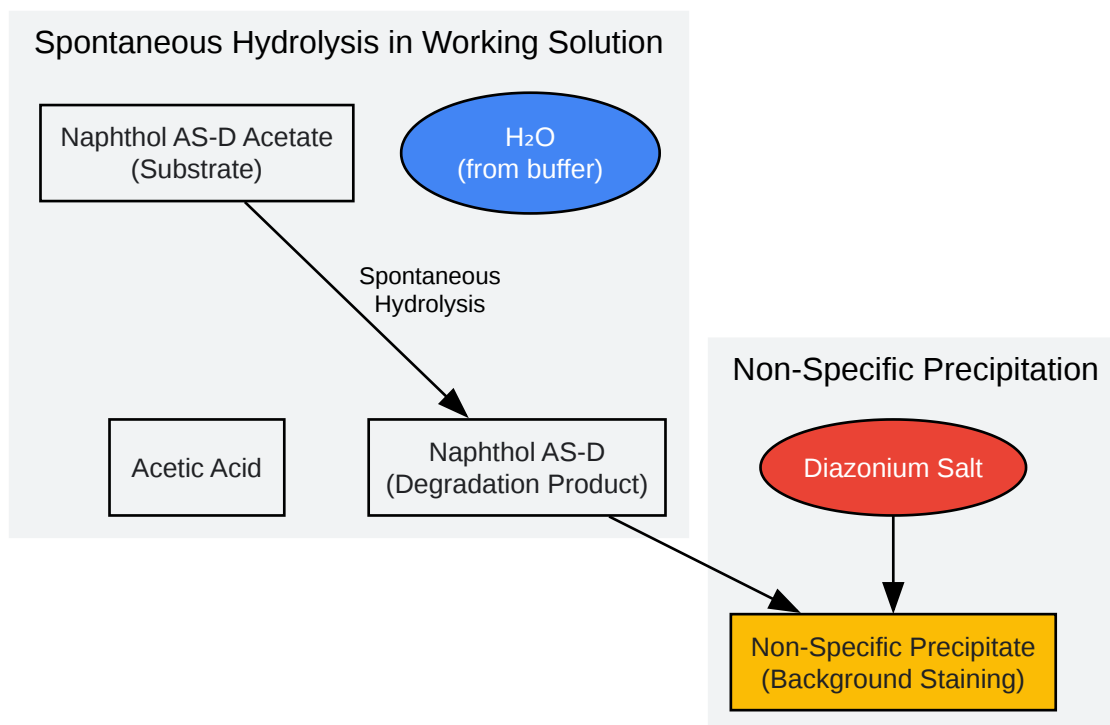 Spontaneous Hydrolysis in Working Solution
Naphthol AS-D Acetate
(Substrate)
H₂O
(from buffer)
Spontaneous
Hydrolysis
Non-Specific Precipitation
Acetic Acid
Naphthol AS-D
(Degradation Product)
Diazonium Salt
Non-Specific Precipitate
(Background Staining)